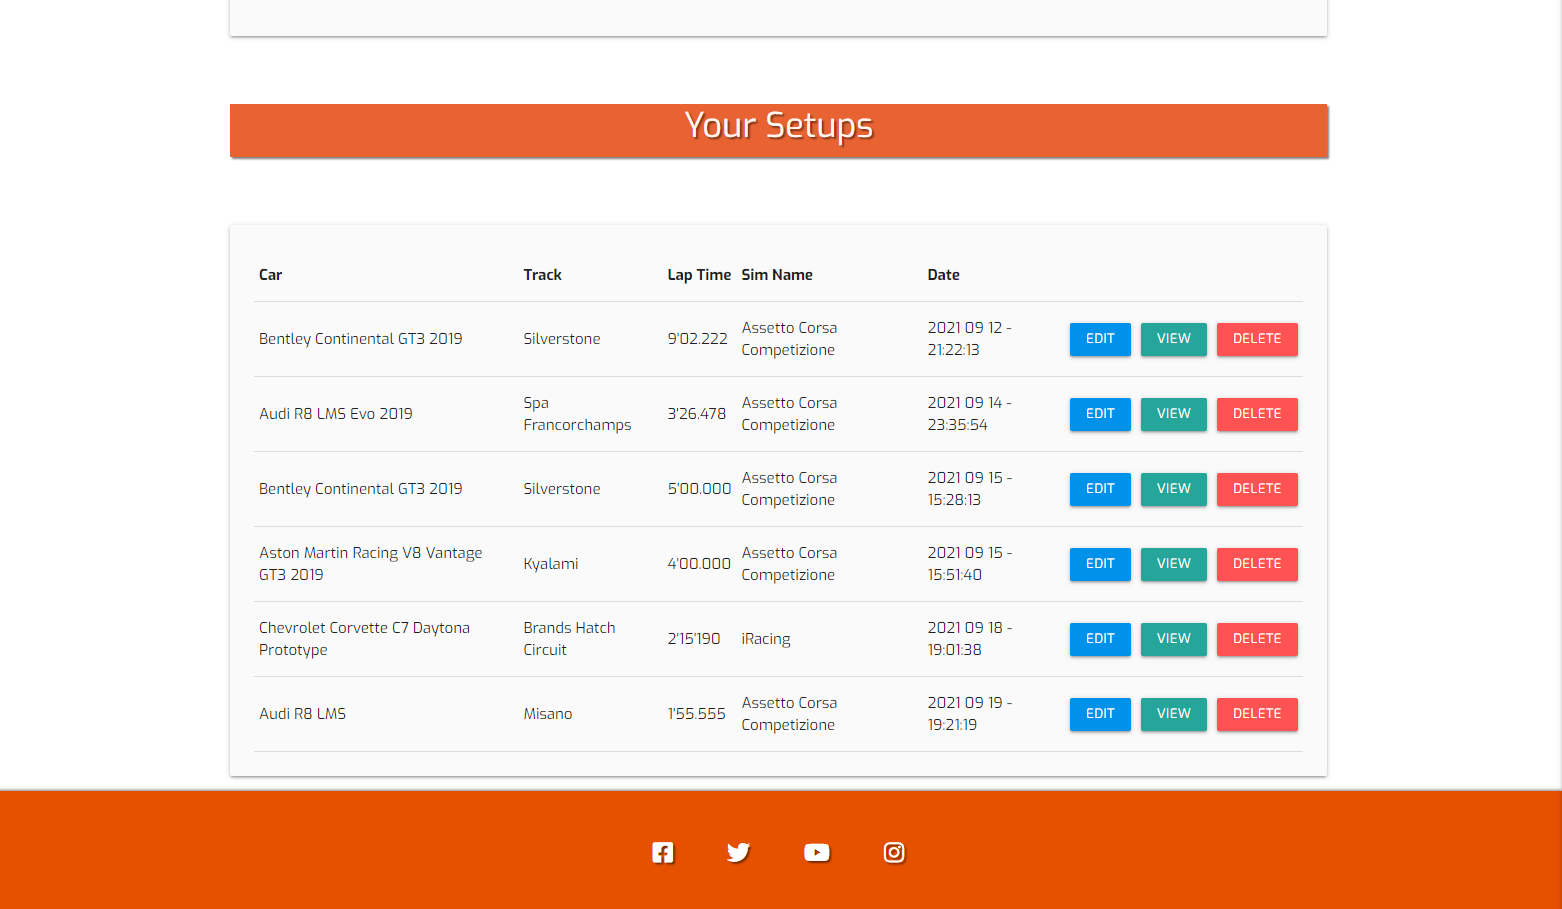 Your Setups
Car Track Lap Time Sim Name Date
Bentley Continental GT3 2019 Silverstone 9'02.222 Assetto Corsa Competizione 2021 09 12 - 21:22:13 EDIT VIEW DELETE
Audi R8 LMS Evo 2019 Spa Francorchamps 3'26.478 Assetto Corsa Competizione 2021 09 14 - 23:35:54 EDIT VIEW DELETE
Bentley Continental GT3 2019 Silverstone 5'00.000 Assetto Corsa Competizione 2021 09 15 - 15:28:13 EDIT VIEW DELETE
Aston Martin Racing V8 Vantage GT3 2019 Kyalami 4'00.000 Assetto Corsa Competizione 2021 09 15 - 15:51:40 EDIT VIEW DELETE
Chevrolet Corvette C7 Daytona Prototype Brands Hatch Circuit 2'15'190 iRacing 2021 09 18 - 19:01:38 EDIT VIEW DELETE
Audi R8 LMS Misano 1'55.555 Assetto Corsa Competizione 2021 09 19 - 19:21:19 EDIT VIEW DELETE